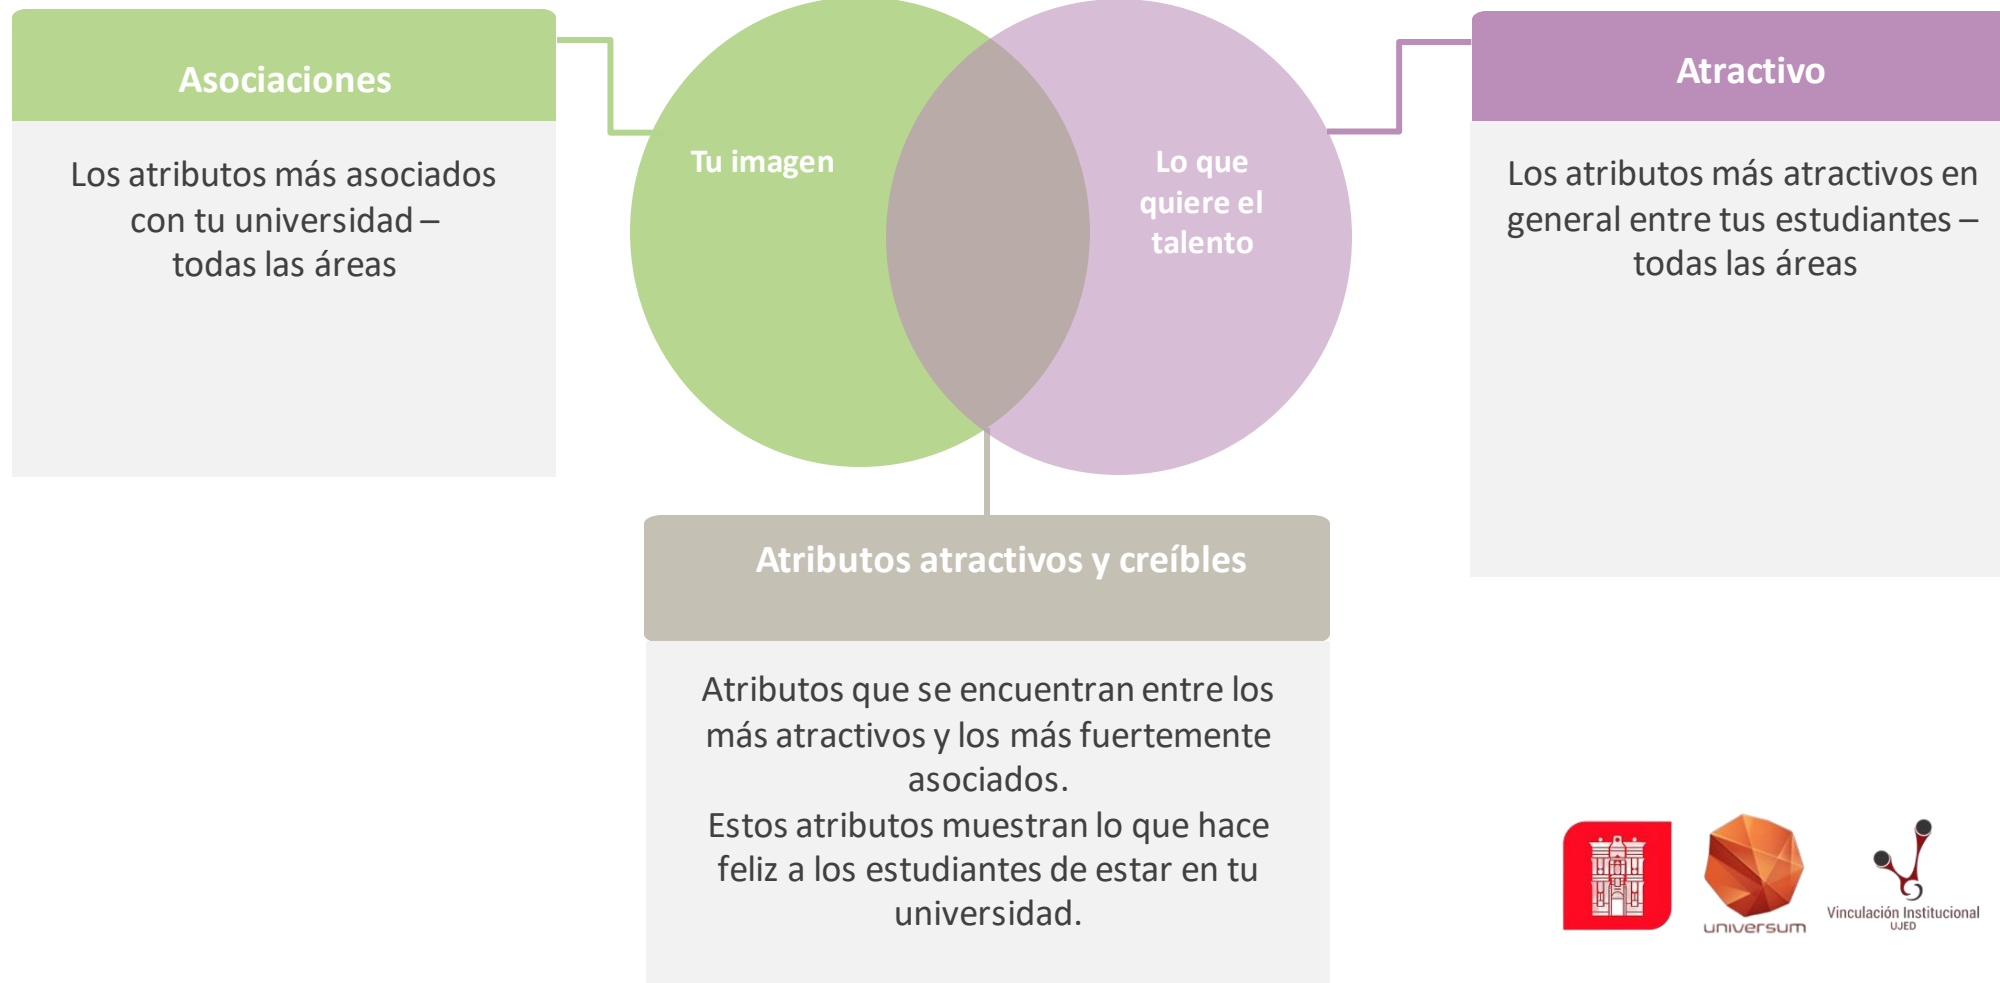 Asociaciones
Los atributos más asociados
con tu universidad –
todas las áreas
Tu imagen
Lo que
quiere el
talento
Atractivo
Los atributos más atractivos en
general entre tus estudiantes –
todas las áreas
Atributos atractivos y creíbles
Atributos que se encuentran entre los
más atractivos y los más fuertemente
asociados.
Estos atributos muestran lo que hace
feliz a los estudiantes de estar en tu
universidad.
universum
Vinculación Institucional
UJED